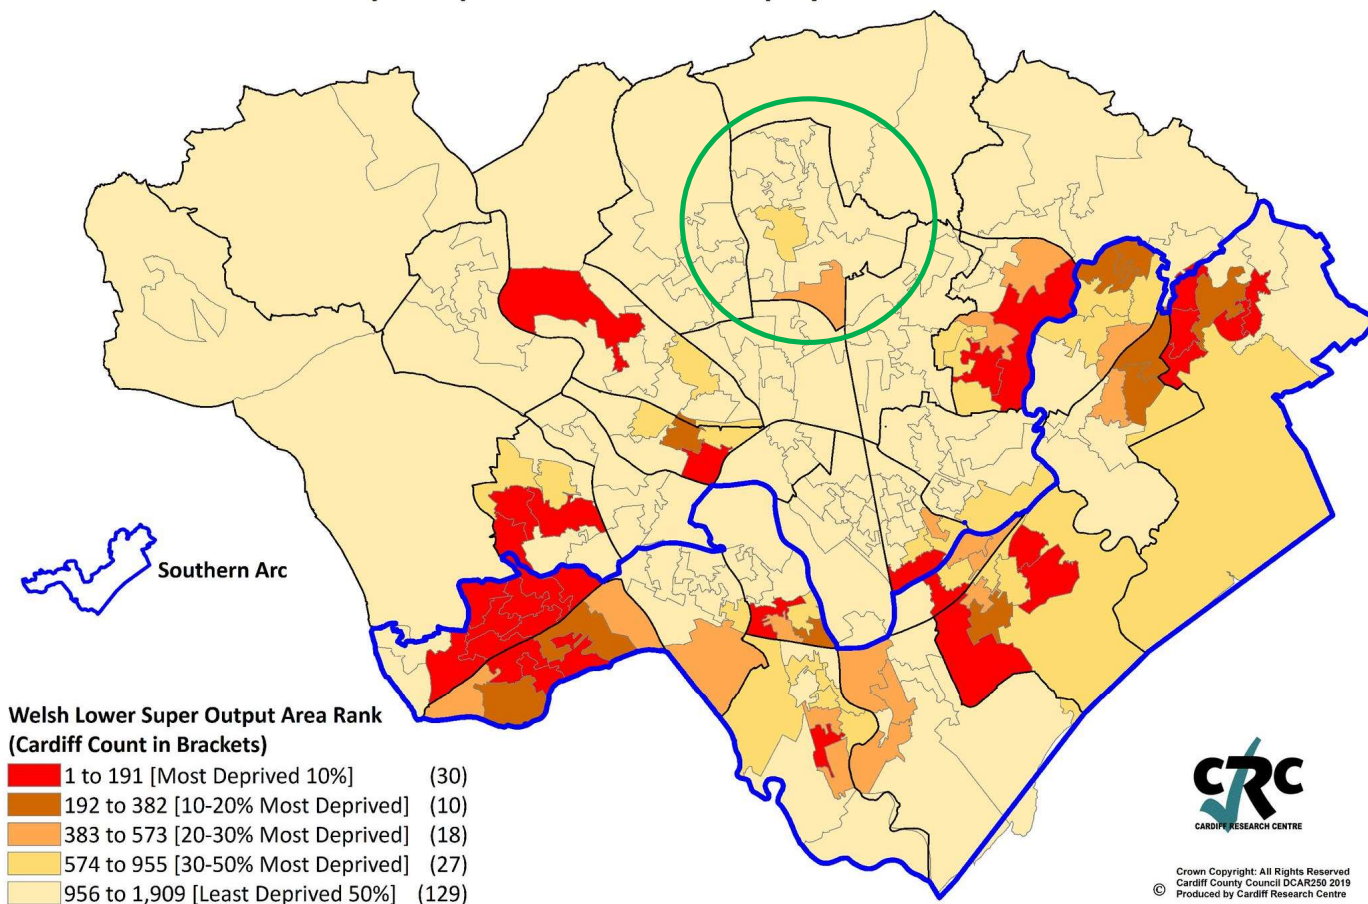 Southern Arc
Welsh Lower Super Output Area Rank
(Cardiff Count in Brackets)
1 to 191 [Most Deprived 10%] (30)
192 to 382 [10-20% Most Deprived] (10)
383 to 573 [20-30% Most Deprived] (18)
574 to 955 [30-50% Most Deprived] (27)
956 to 1,909 [Least Deprived 50%] (129)
CRC
CARDIFF RESEARCH CENTRE
Crown Copyright: All Rights Reserved
Cardiff County Council DCAR250 2019
© Produced by Cardiff Research Centre